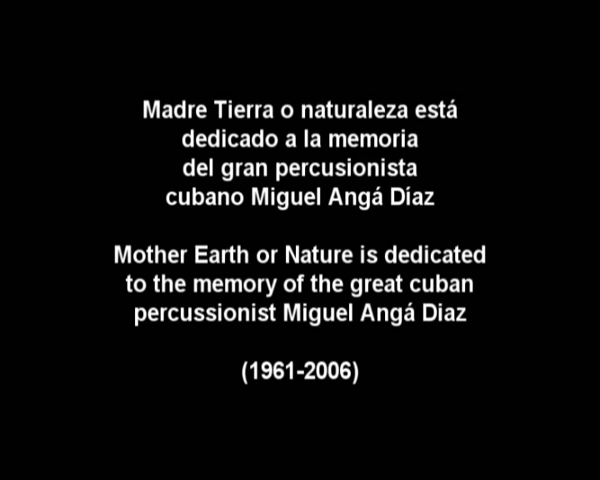 Madre Tierra o naturaleza está
dedicado a la memoria
del gran percusionista
cubano Miguel Angá Díaz
Mother Earth or Nature is dedicated
to the memory of the great cuban
percussionist Miguel Angá Diaz
(1961-2006)